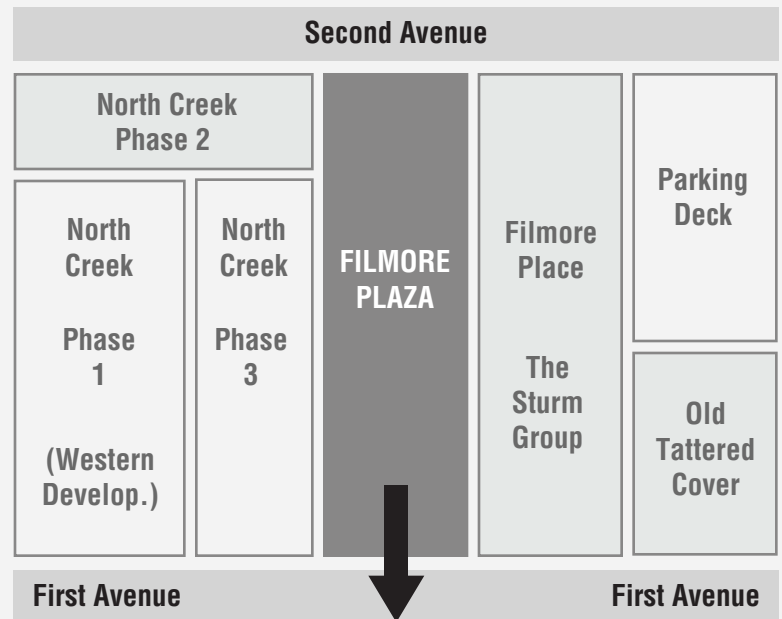 Second Avenue
North Creek
Phase 2
North
Creek
Phase
1
(Western
Develop.)
North
Creek
Phase
3
FILMORE
PLAZA
Filmore
Place
The
Sturm
Group
Parking
Deck
Old
Tattered
Cover
First Avenue
First Avenue